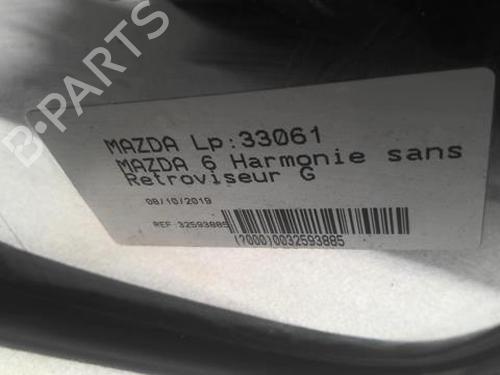 MAZDA Lp:33061
MAZDA 6 Harmonie sans
Retroviseur G
08/10/2019
REF 32593885
(7000)0032593885
B-PARTS